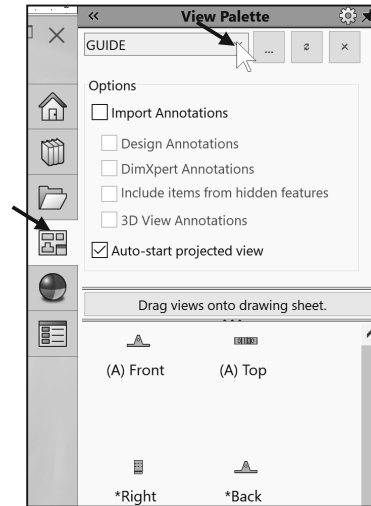 View Palette
GUIDE
...
Options
Import Annotations
Design Annotations
DimXpert Annotations
Include items from hidden features
3D View Annotations
Auto-start projected view
Drag views onto drawing sheet.
(A) Front (A) Top
*Right *Back